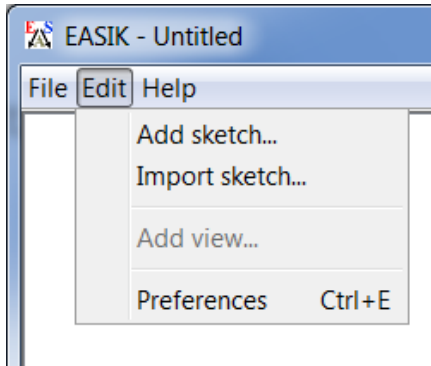 EASIK - Untitled
File Edit Help
Add sketch...
Import sketch...
Add view...
Preferences Ctrl+E